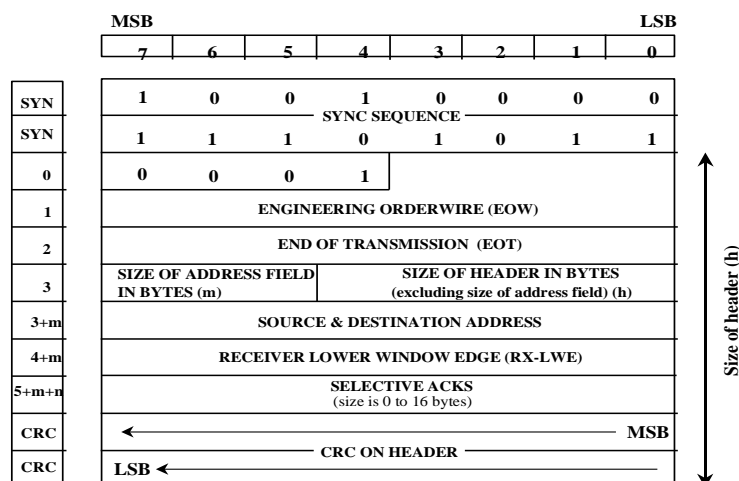 MSB LSB
7 6 5 4 3 2 1 0
SYN 1 0 0 1 0 0 0 0
SYNC SEQUENCE
SYN 1 1 1 0 1 0 1 1
0 0 0 0 1
1 ENGINEERING ORDERWIRE (EOW)
2 END OF TRANSMISSION (EOT)
3 SIZE OF ADDRESS FIELD IN BYTES (m) SIZE OF HEADER IN BYTES (excluding size of address field) (h)
3+m SOURCE & DESTINATION ADDRESS
4+m RECEIVER LOWER WINDOW EDGE (RX-LWE)
5+m+n SELECTIVE ACKS
(size is 0 to 16 bytes)
CRC MSB
CRC ON HEADER
CRC LSB
Size of header (h)